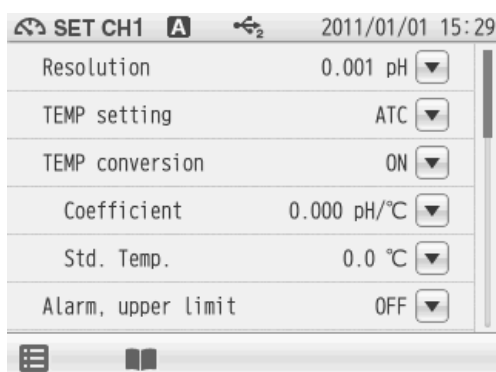 SET CH1 A 2 2011/01/01 15:29
Resolution 0.001 pH
TEMP setting ATC
TEMP conversion ON
Coefficient 0.000 pH/℃
Std. Temp. 0.0 ℃
Alarm, upper limit OFF